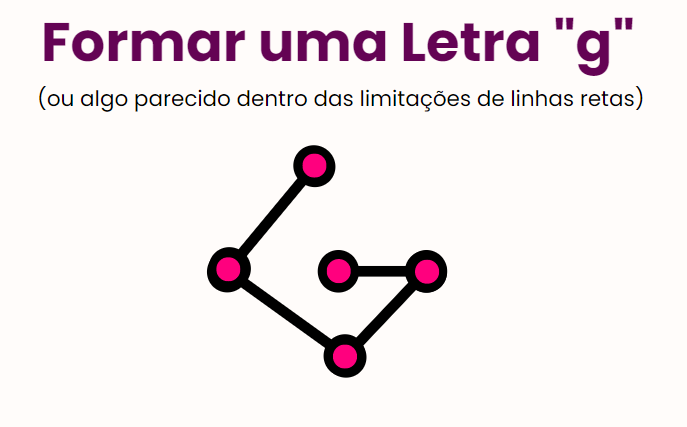 Formar uma Letra "g"
(ou algo parecido dentro das limitações de linhas retas)